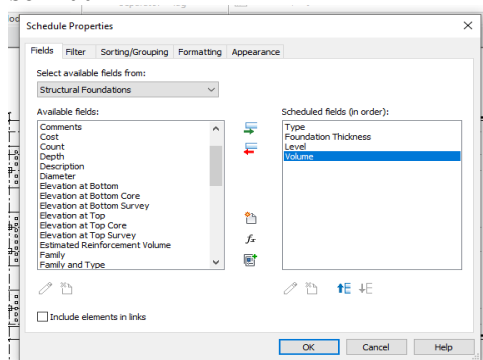 Schedule Properties
Fields Filter Sorting/Grouping Formatting Appearance
Select available fields from:
Structural Foundations
Available fields:
Comments
Cost
Count
Depth
Description
Diameter
Elevation at Bottom
Elevation at Bottom Core
Elevation at Bottom Survey
Elevation at Top
Elevation at Top Core
Elevation at Top Survey
Estimated Reinforcement Volume
Family
Family and Type
Scheduled fields (in order):
Type
Foundation Thickness
Level
Volume
fx
Include elements in links
OK Cancel Help